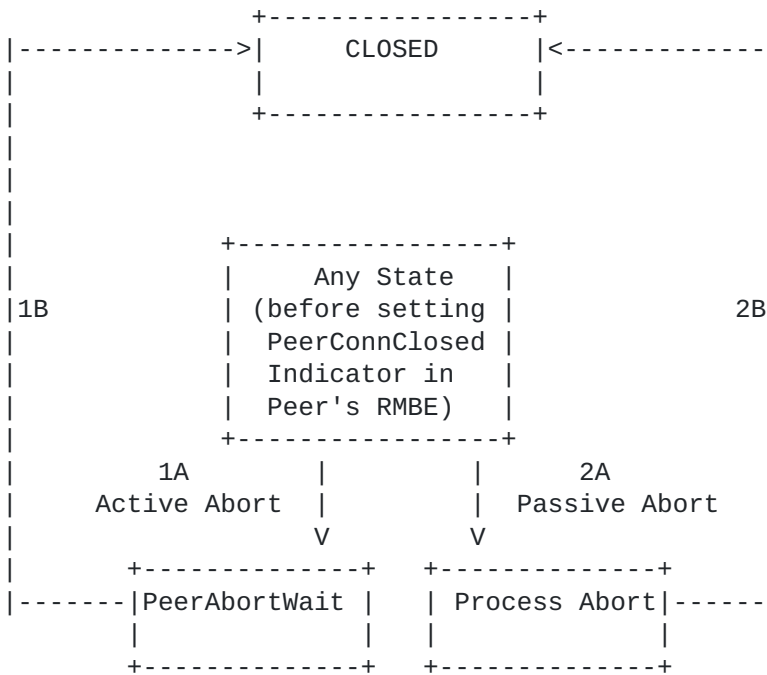 CLOSED
Any State
1B (before setting 2B
PeerConnClosed
Indicator in
Peer's RMBE)
1A 2A
Active Abort Passive Abort
V V
PeerAbortWait Process Abort